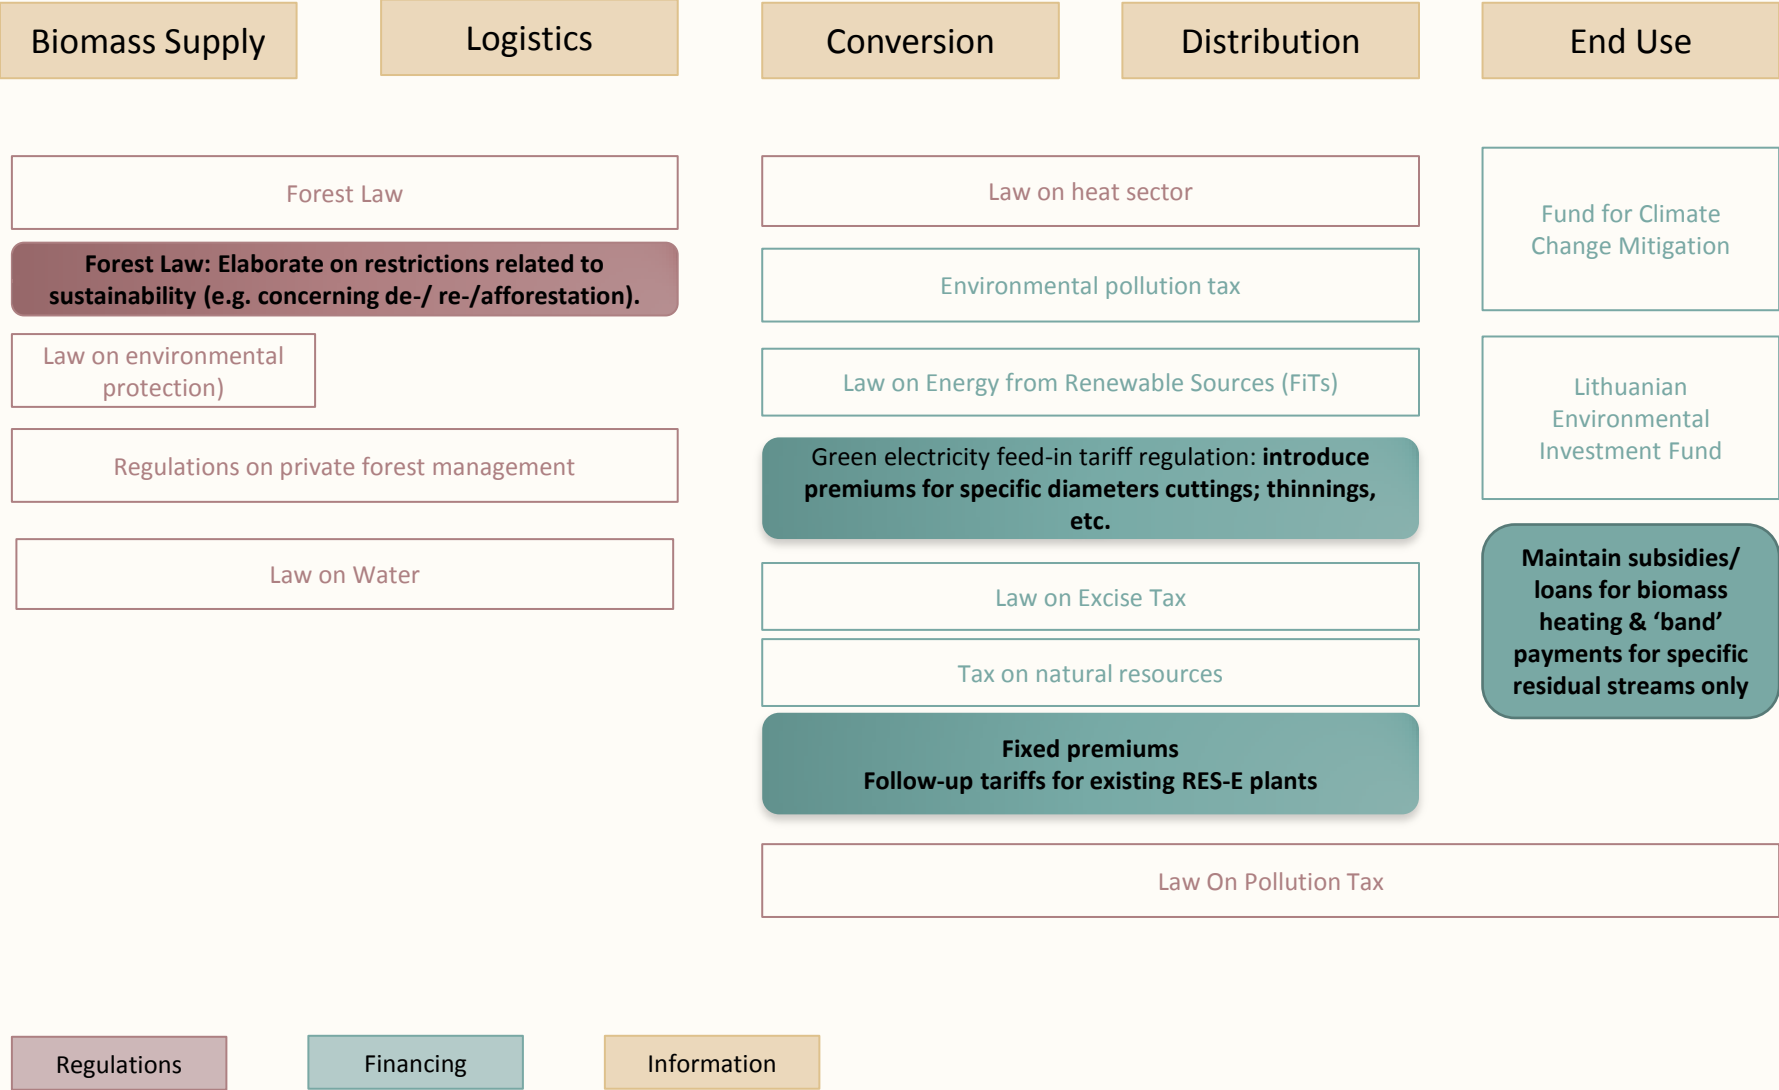 Biomass Supply
Logistics
Conversion
Distribution
End Use
Forest Law
Forest Law: Elaborate on restrictions related to
sustainability (e.g. concerning de-/ re-/afforestation).
Law on environmental
protection)
Regulations on private forest management
Law on Water
Law on heat sector
Environmental pollution tax
Law on Energy from Renewable Sources (FiTs)
Green electricity feed-in tariff regulation: introduce
premiums for specific diameters cuttings; thinnings,
etc.
Law on Excise Tax
Tax on natural resources
Fixed premiums
Follow-up tariffs for existing RES-E plants
Law On Pollution Tax
Fund for Climate
Change Mitigation
Lithuanian
Environmental
Investment Fund
Maintain subsidies/
loans for biomass
heating & ‘band’
payments for specific
residual streams only
Regulations
Financing
Information